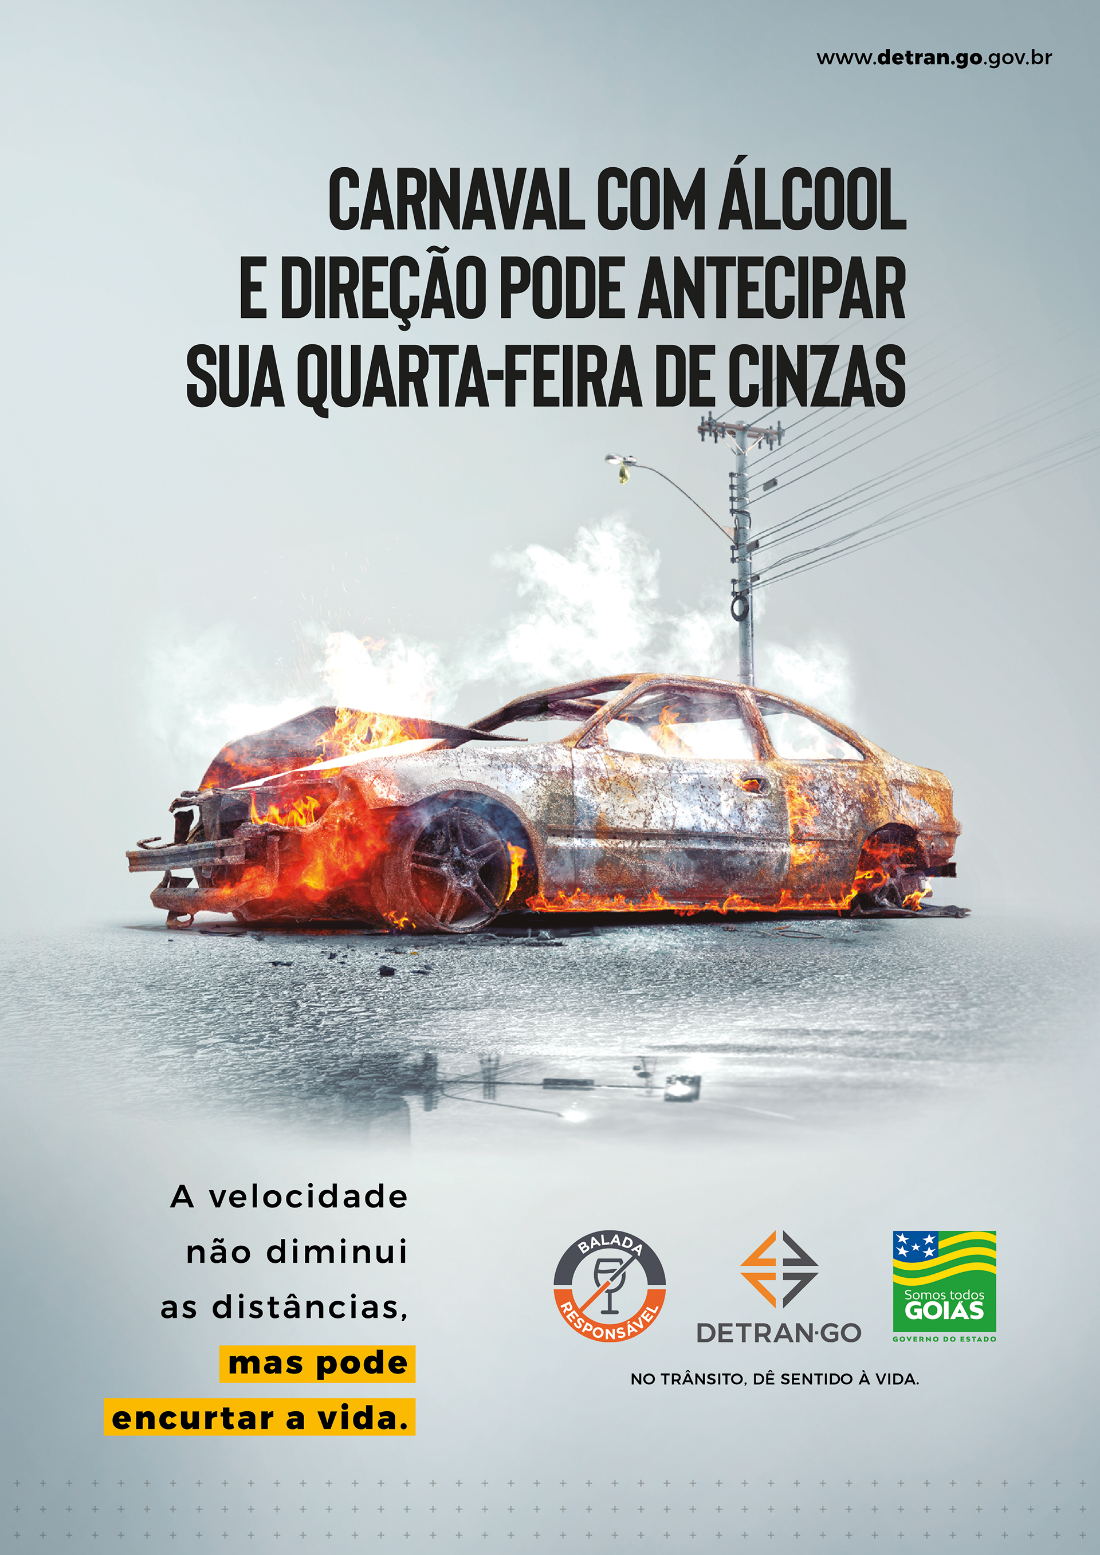 www.detran.go.gov.br
CARNAVAL COM ÁLCOOL
E DIREÇÃO PODE ANTECIPAR
SUA QUARTA-FEIRA DE CINZAS
A velocidade
não diminui
as distâncias,
mas pode
encurtar a vida.
BALADA
RESPONSÁVEL
DETRAN·GO
Somos todos
GOIÁS
GOVERNO DO ESTADO
NO TRÂNSITO, DÊ SENTIDO À VIDA.